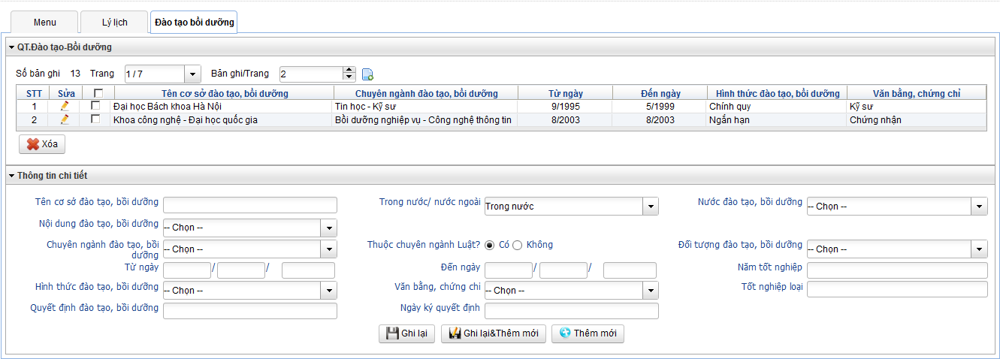 Menu Lý lịch Đào tạo bồi dưỡng
QT.Đào tạo-Bồi dưỡng
Số bản ghi 13 Trang 1 / 7 Bản ghi/Trang 2
STT Sửa Tên cơ sở đào tạo, bồi dưỡng Chuyên ngành đào tạo, bồi dưỡng Từ ngày Đến ngày Hình thức đào tạo, bồi dưỡng Văn bằng, chứng chỉ
1 Đại học Bách khoa Hà Nội Tin học - Kỹ sư 9/1995 5/1999 Chính quy Kỹ sư
2 Khoa công nghệ - Đại học quốc gia Bồi dưỡng nghiệp vụ - Công nghệ thông tin 8/2003 8/2003 Ngắn hạn Chứng nhận
Xóa
Thông tin chi tiết
Tên cơ sở đào tạo, bồi dưỡng Trong nước/ nước ngoài Trong nước Nước đào tạo, bồi dưỡng -- Chọn --
Nội dung đào tạo, bồi dưỡng -- Chọn --
Chuyên ngành đào tạo, bồi dưỡng -- Chọn -- Thuộc chuyên ngành Luật? Có Không Đối tượng đào tạo, bồi dưỡng -- Chọn --
Từ ngày / / Đến ngày / / Năm tốt nghiệp
Hình thức đào tạo, bồi dưỡng -- Chọn -- Văn bằng, chứng chỉ -- Chọn -- Tốt nghiệp loại
Quyết định đào tạo, bồi dưỡng Ngày ký quyết định
Ghi lại Ghi lại&Thêm mới Thêm mới